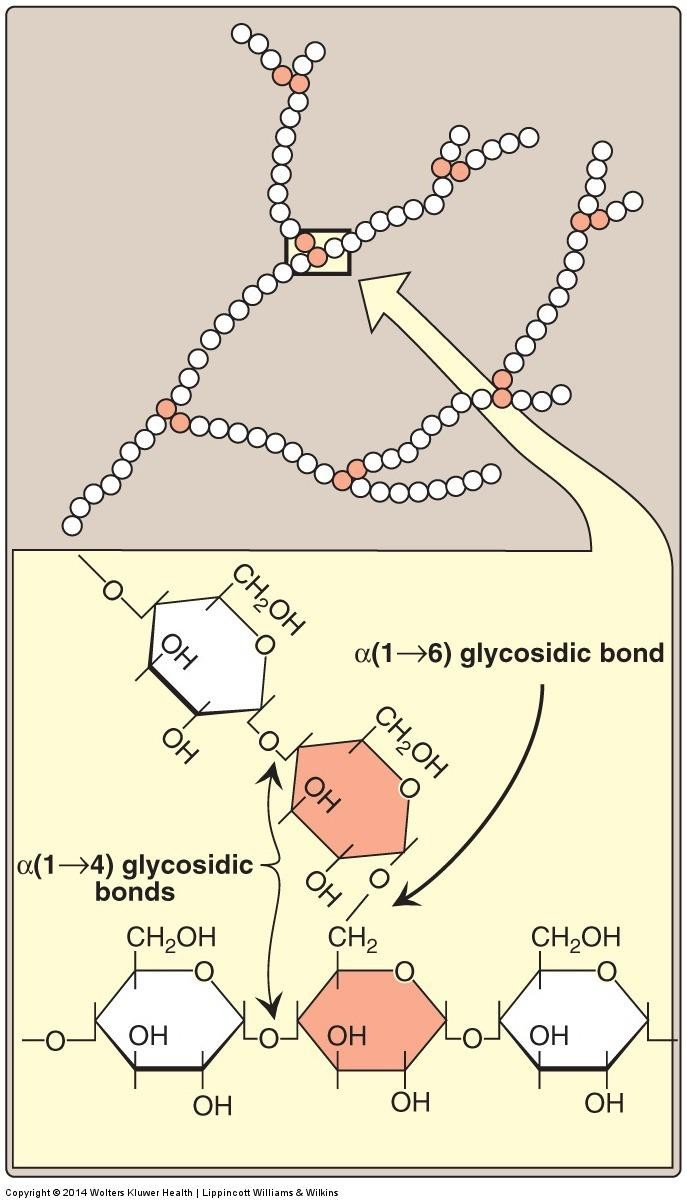 O
CH₂OH
O
OH
OH
α(1→6) glycosidic bond
O
CH₂OH
O
OH
α(1→4) glycosidic
bonds
OH
O
CH₂OH
CH₂
CH₂OH
O
O
O
O
OH
O
OH
O
OH
OH
OH
OH
Copyright © 2014 Wolters Kluwer Health | Lippincott Williams & Wilkins